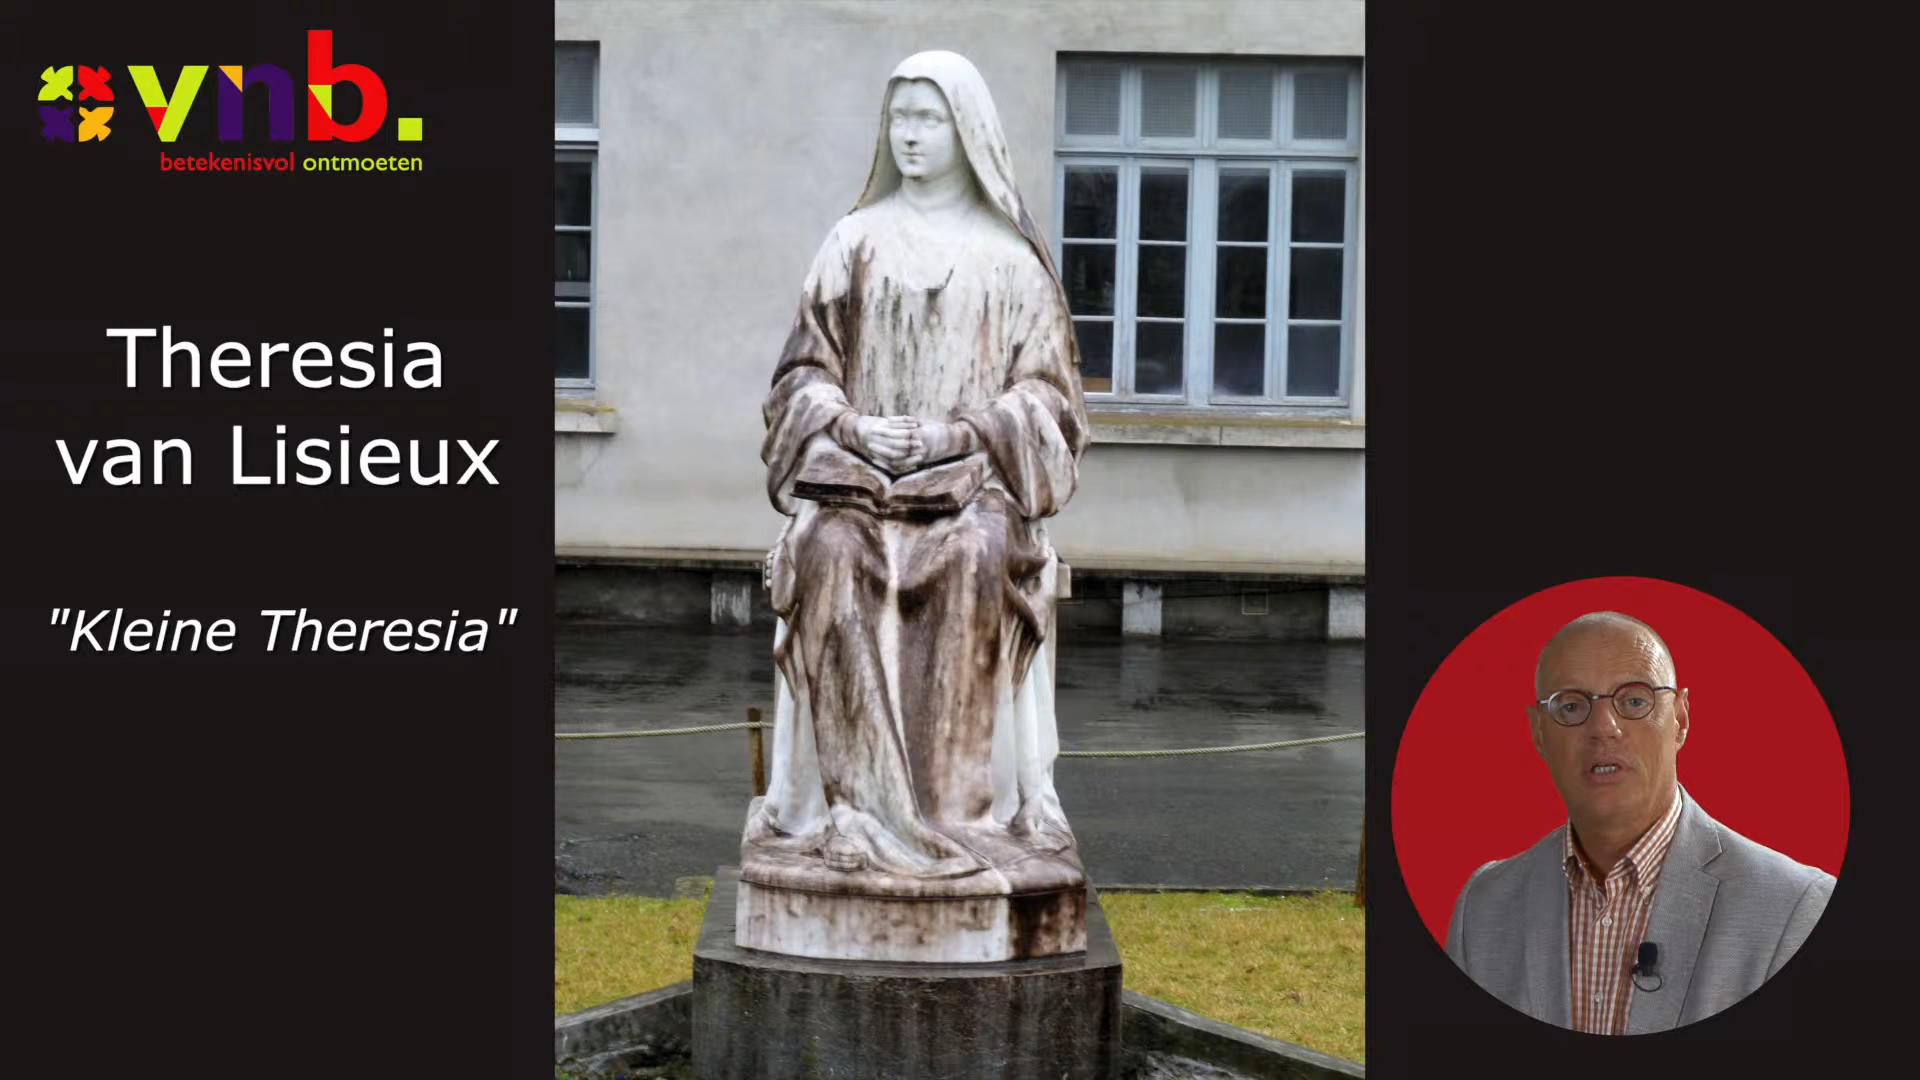 vnb.
betekenisvol ontmoeten
Theresia
van Lisieux
"Kleine Theresia"